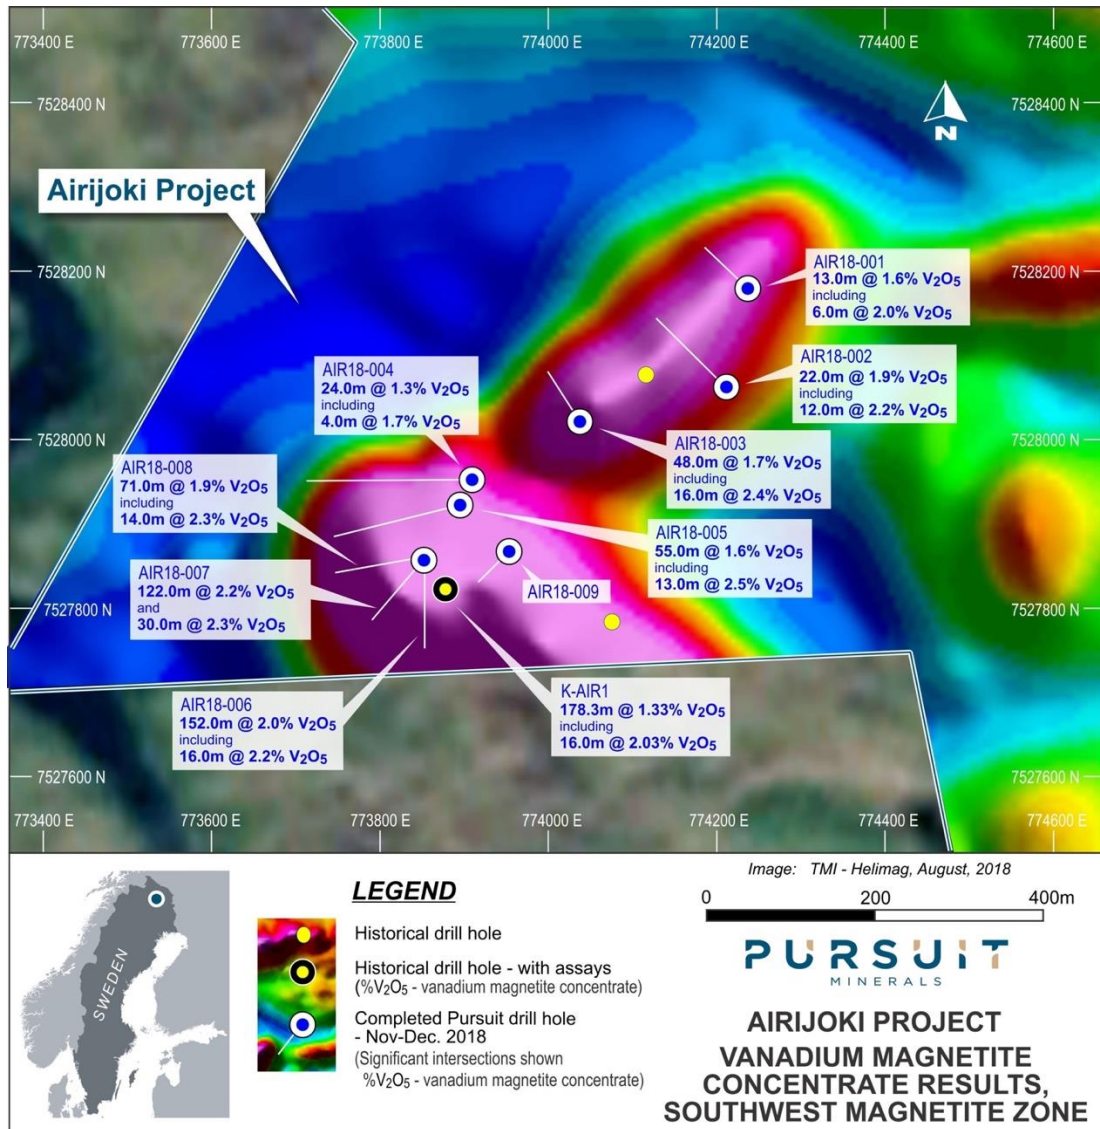 773400 E
773600 E
773800 E
774000 E
774200 E
774400 E
774600 E
7528400 N
7528400 N
N
Airijoki Project
7528200 N
7528200 N
AIR18-001
13.0m @ 1.6% V₂O₅
including
6.0m @ 2.0% V₂O₅
AIR18-002
22.0m @ 1.9% V₂O₅
including
12.0m @ 2.2% V₂O₅
AIR18-004
24.0m @ 1.3% V₂O₅
including
4.0m @ 1.7% V₂O₅
7528000 N
7528000 N
AIR18-003
48.0m @ 1.7% V₂O₅
including
16.0m @ 2.4% V₂O₅
AIR18-008
71.0m @ 1.9% V₂O₅
including
14.0m @ 2.3% V₂O₅
AIR18-005
55.0m @ 1.6% V₂O₅
including
13.0m @ 2.5% V₂O₅
AIR18-007
122.0m @ 2.2% V₂O₅
and
30.0m @ 2.3% V₂O₅
AIR18-009
7527800 N
7527800 N
AIR18-006
152.0m @ 2.0% V₂O₅
including
16.0m @ 2.2% V₂O₅
K-AIR1
178.3m @ 1.33% V₂O₅
including
16.0m @ 2.03% V₂O₅
7527600 N
7527600 N
773400 E
773600 E
773800 E
774000 E
774200 E
774400 E
774600 E
SWEDEN
LEGEND
Historical drill hole
Historical drill hole - with assays
(%V₂O₅ - vanadium magnetite concentrate)
Completed Pursuit drill hole
- Nov-Dec. 2018
(Significant intersections shown
%V₂O₅ - vanadium magnetite concentrate)
Image: TMI - Helimag, August, 2018
0
200
400m
PURSUIT
MINERALS
AIRIJOKI PROJECT
VANADIUM MAGNETITE
CONCENTRATE RESULTS,
SOUTHWEST MAGNETITE ZONE